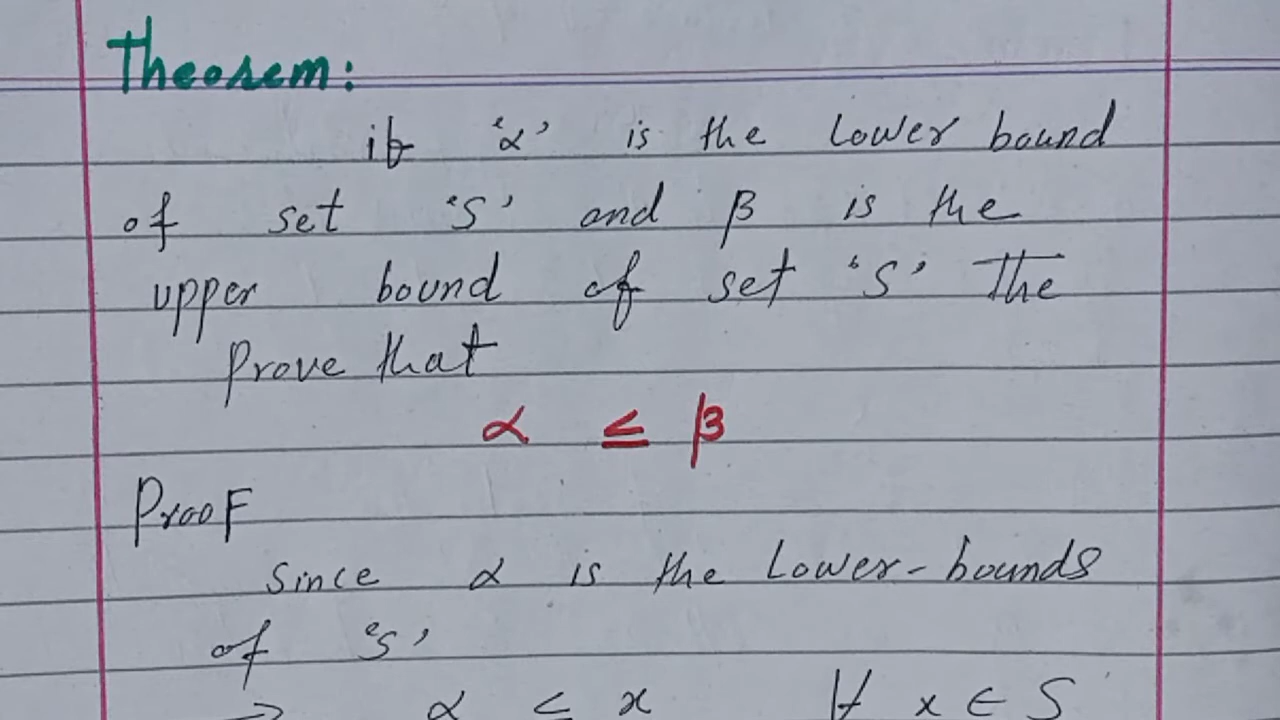 Theorem:
if 'α' is the lower bound
of set 'S' and β is the
upper bound of set 'S' The
Prove that
α ≤ β
Proof
Since α is the Lower-bounds
of 'S'
⇒ α ≤ x ∀ x ∈ S